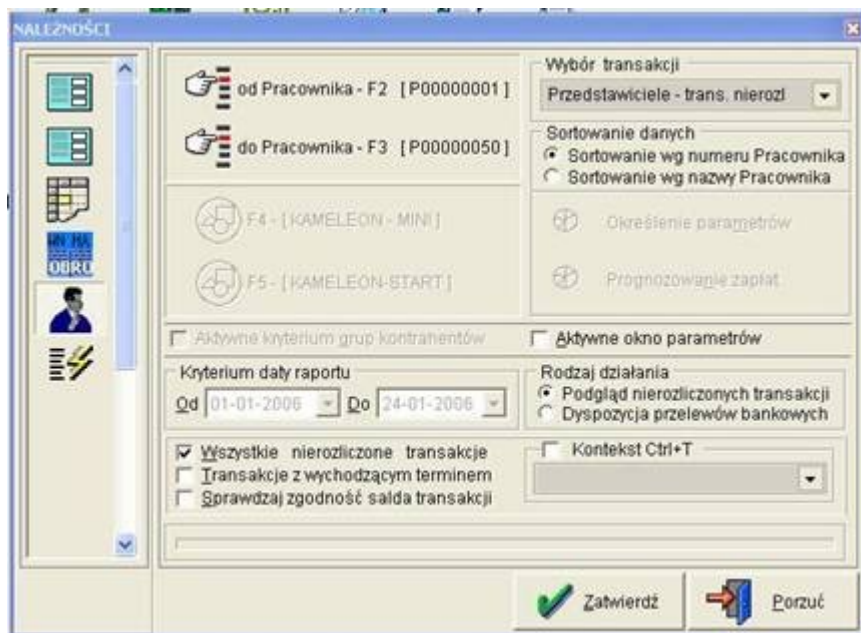 NALEŻNOŚCI
od Pracownika - F2 [ P00000001 ]
do Pracownika - F3 [ P00000050 ]
F4 - [ KAMELEON - MINI ]
F5 - [ KAMELEON-START ]
Wybór transakcji
Przedstawiciele - trans. nierozl
Sortowanie danych
Sortowanie wg numeru Pracownika
Sortowanie wg nazwy Pracownika
Określenie parametrów
Prognozowanie zapłat
Aktywne kryterium grup kontrahentów
Aktywne okno parametrów
Kryterium daty raportu
Od 01-01-2006 Do 24-01-2006
Rodzaj działania
Podgląd nierozliczonych transakcji
Dyspozycja przelewów bankowych
Wszystkie nierozliczone transakcje
Transakcje z wychodzącym terminem
Sprawdzaj zgodność salda transakcji
Kontekst Ctrl+T
WN MA
OBRO
Zatwierdź
Porzuć